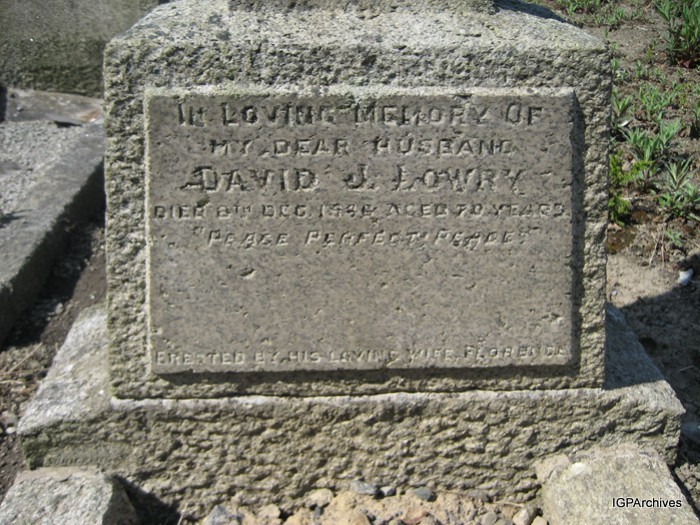 IN LOVING MEMORY OF
MY DEAR HUSBAND
DAVID J. LOWRY
DIED 8TH DEC. AGED 70 YEARS.
"PEACE PERFECT PEACE"
ERECTED BY HIS LOVING WIFE, FLORENCE
IGPArchives